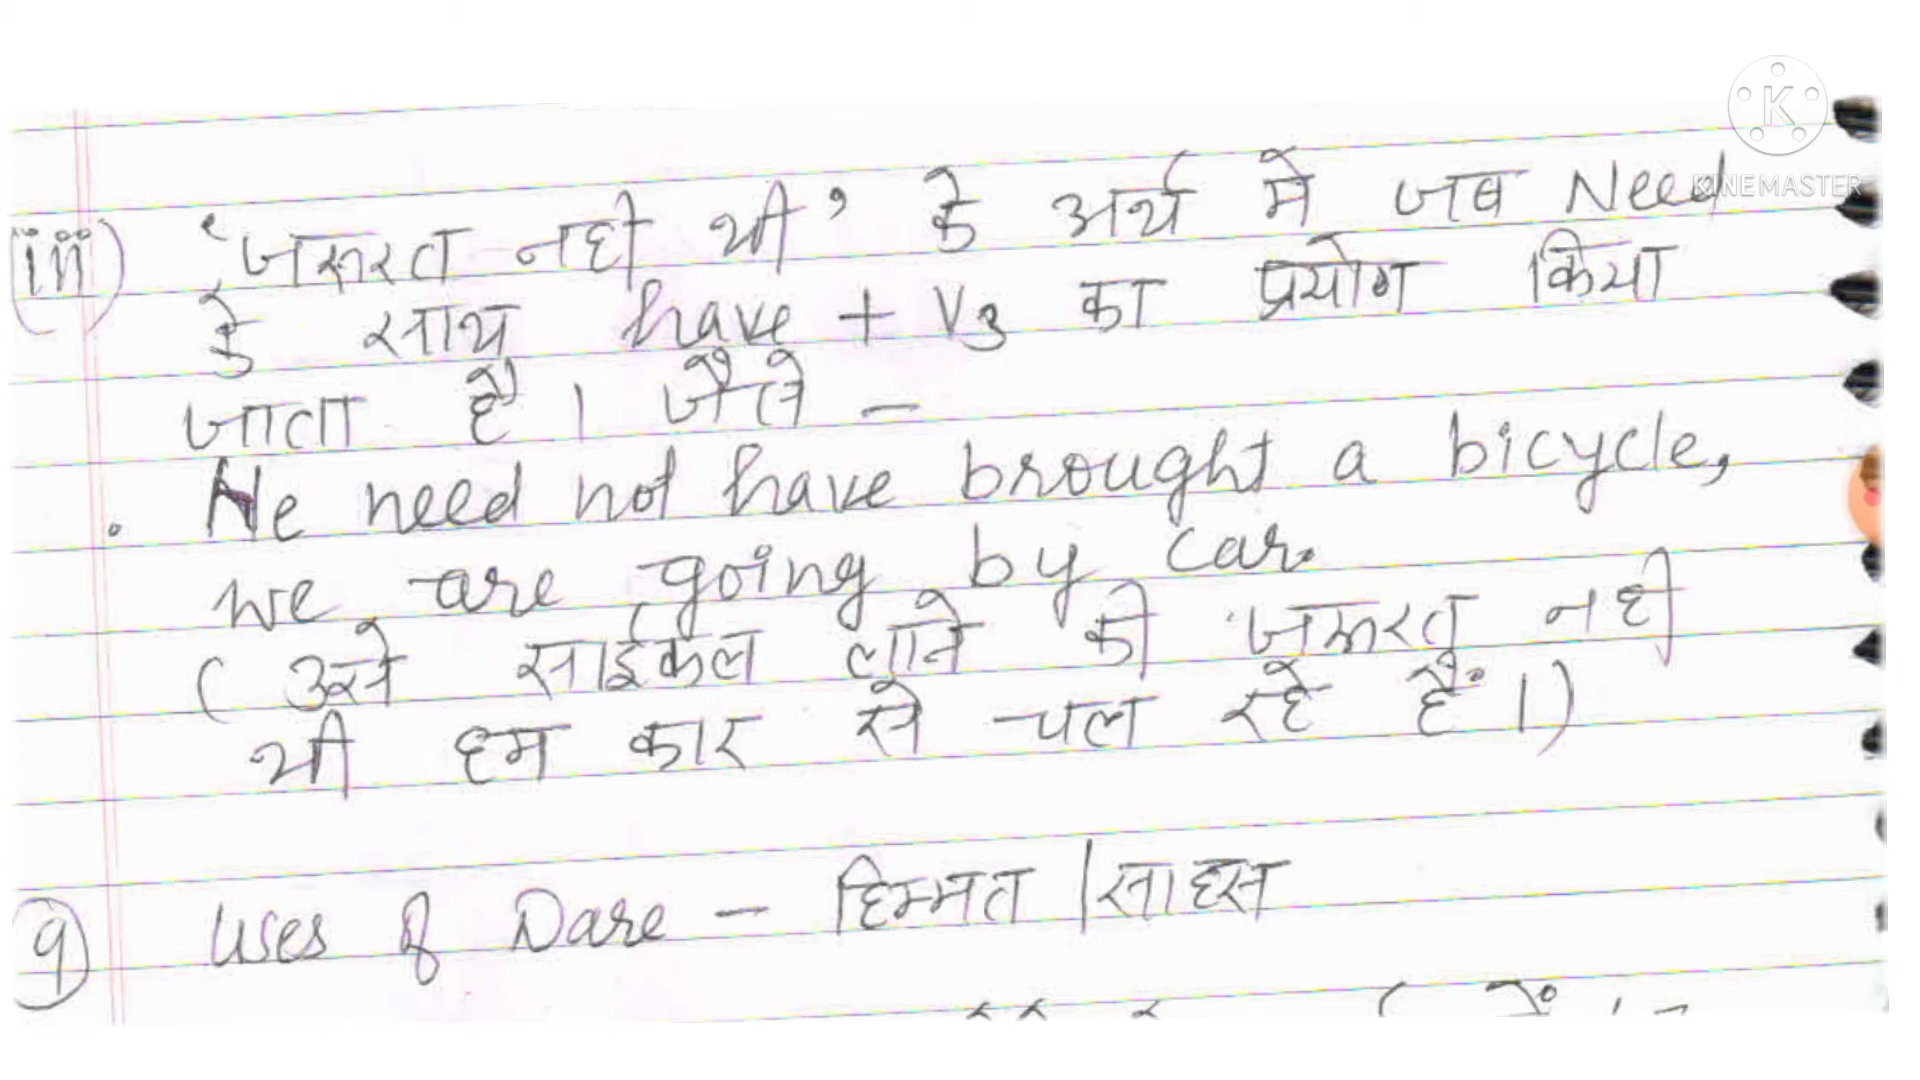 (iii) 'जरूरत नही थी' के अर्थ मे जब Need
के साथ have + V3 का प्रयोग किया
जाता है । जैसे –
. He need not have brought a bicycle,
we are going by car.
( उसे साईकल लाने की जरूरत नही
थी हम कार से चल रहे हैं ।)
9 Uses of Dare – हिम्मत |साहस
K
KINEMASTER